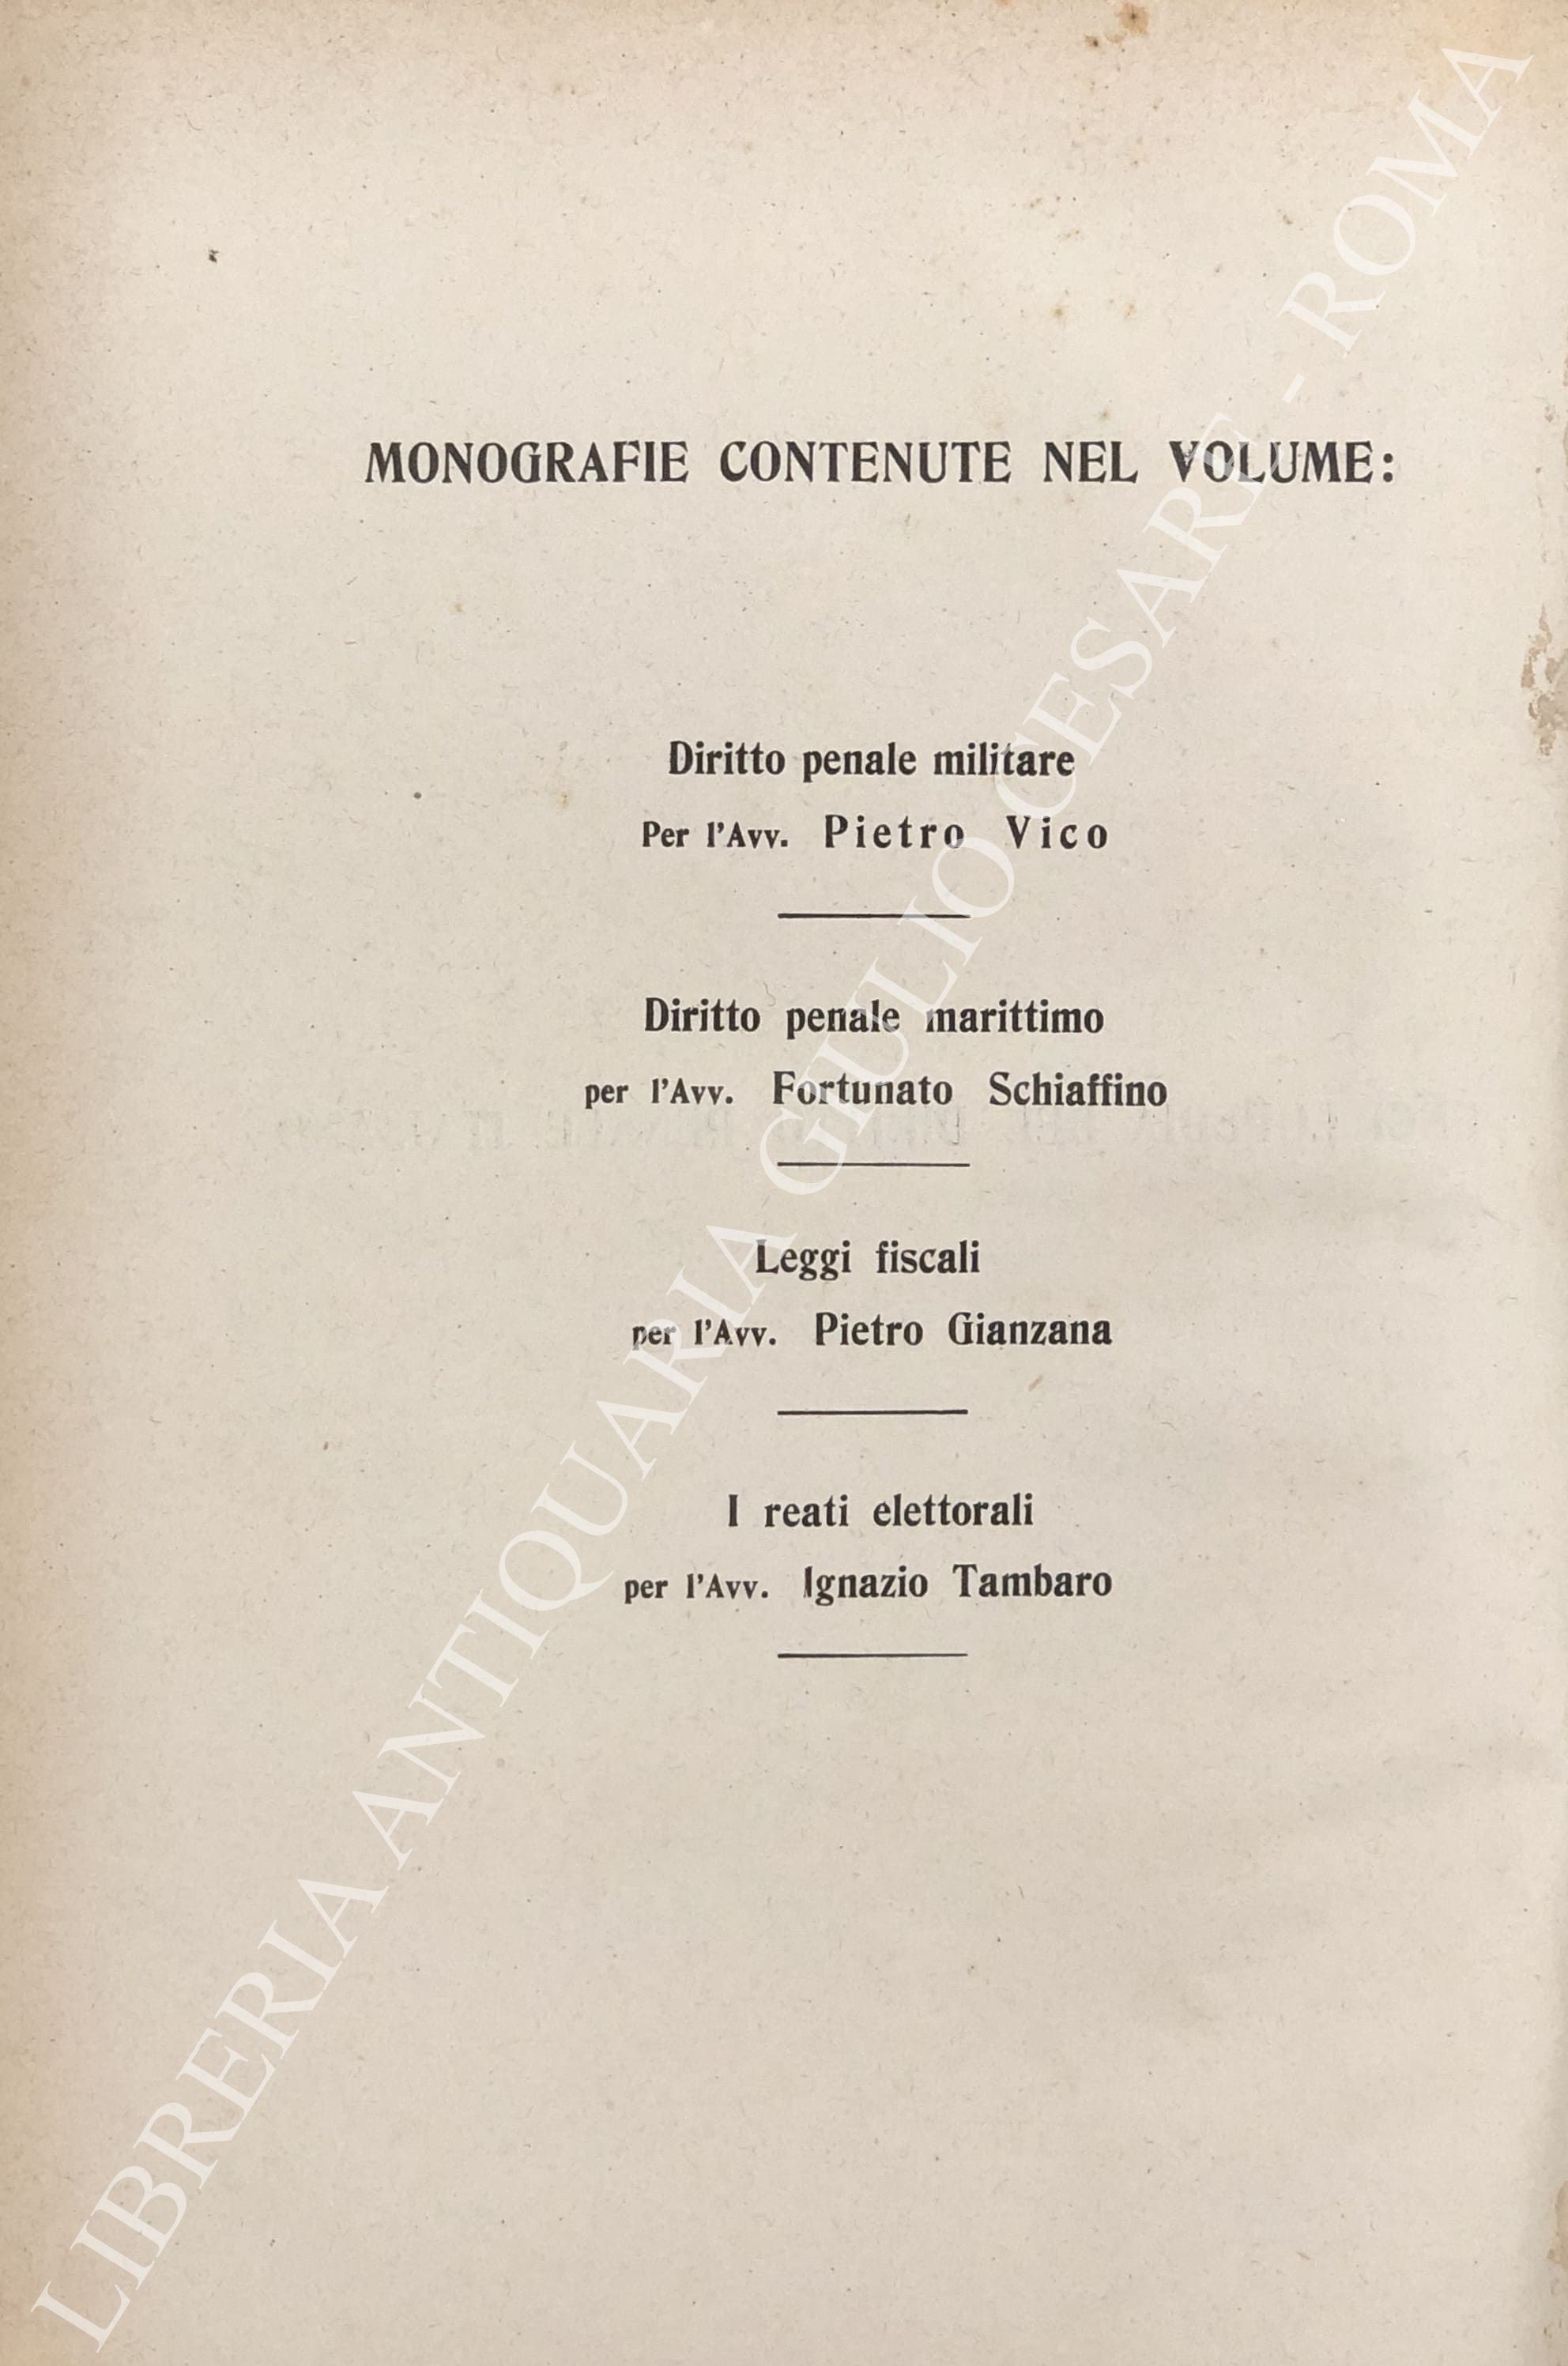 MONOGRAFIE CONTENUTE NEL VOLUME:
Diritto penale militare
Per l'Avv. Pietro Vico
Diritto penale marittimo
per l'Avv. Fortunato Schiaffino
Leggi fiscali
per l'Avv. Pietro Gianzana
I reati elettorali
per l'Avv. Ignazio Tambaro
LIBRERIA ANTIQUARIA GIULIO CESARE - ROMA